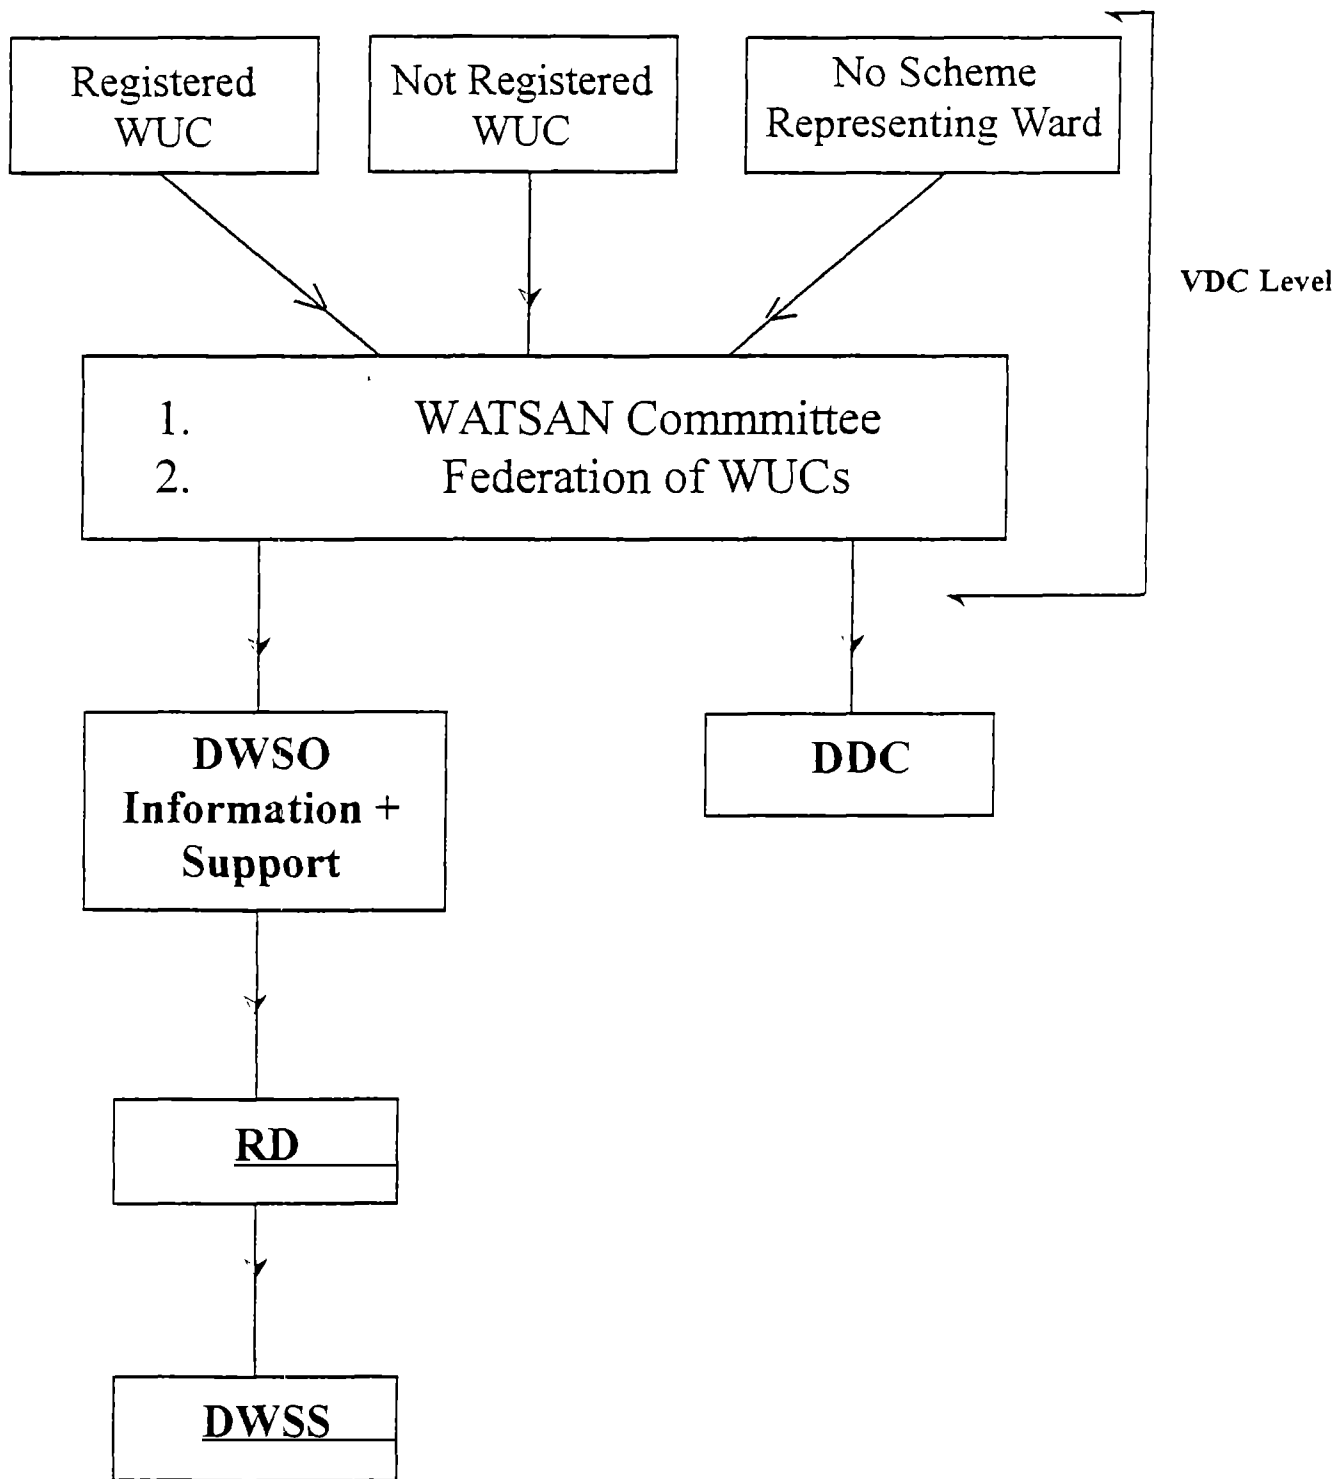 Registered
WUC
Not Registered
WUC
No Scheme
Representing Ward
VDC Level
1. WATSAN Commmittee
2. Federation of WUCs
DWSO
Information +
Support
DDC
RD
DWSS